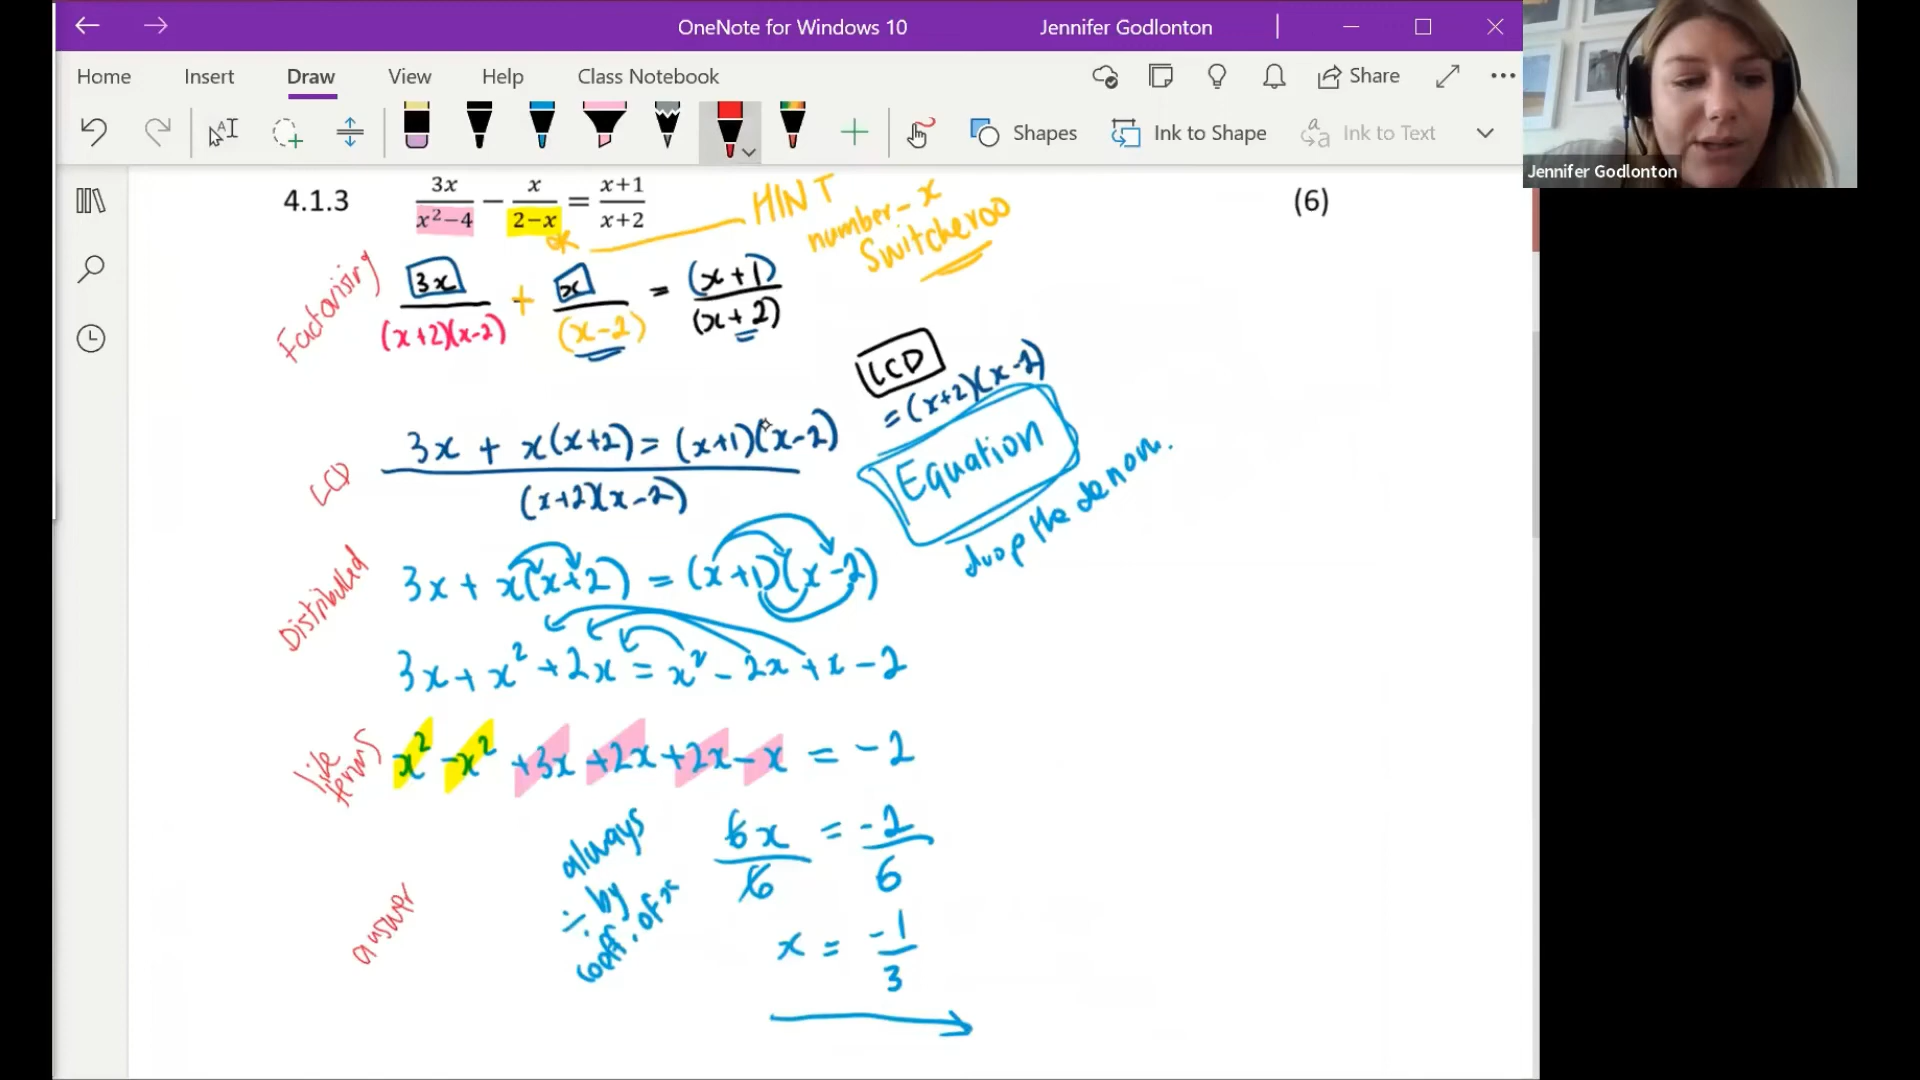 OneNote for Windows 10
Jennifer Godlonton
Home Insert Draw View Help Class Notebook
Share
Shapes Ink to Shape Ink to Text
Jennifer Godlonton
4.1.3 3x/(x²−4) − x/(2−x) = (x+1)/(x+2) (6)
HINT
number - x
Switcheroo
Factorising 3x/((x+2)(x-2)) + x/((x-2)) = (x+1)/(x+2)
LCD
= (x+2)(x-2)
LCD 3x + x(x+2) = (x+1)(x-2)
(x+2)(x-2)
Equation
drop the denom.
Distributed 3x + x(x+2) = (x+1)(x-2)
3x + x² + 2x = x² - 2x + x - 2
like terms x² - x² + 3x + 2x + 2x - x = -2
always
÷ by
coeff. of x
6x/6 = -2/6
answer x = -1/3